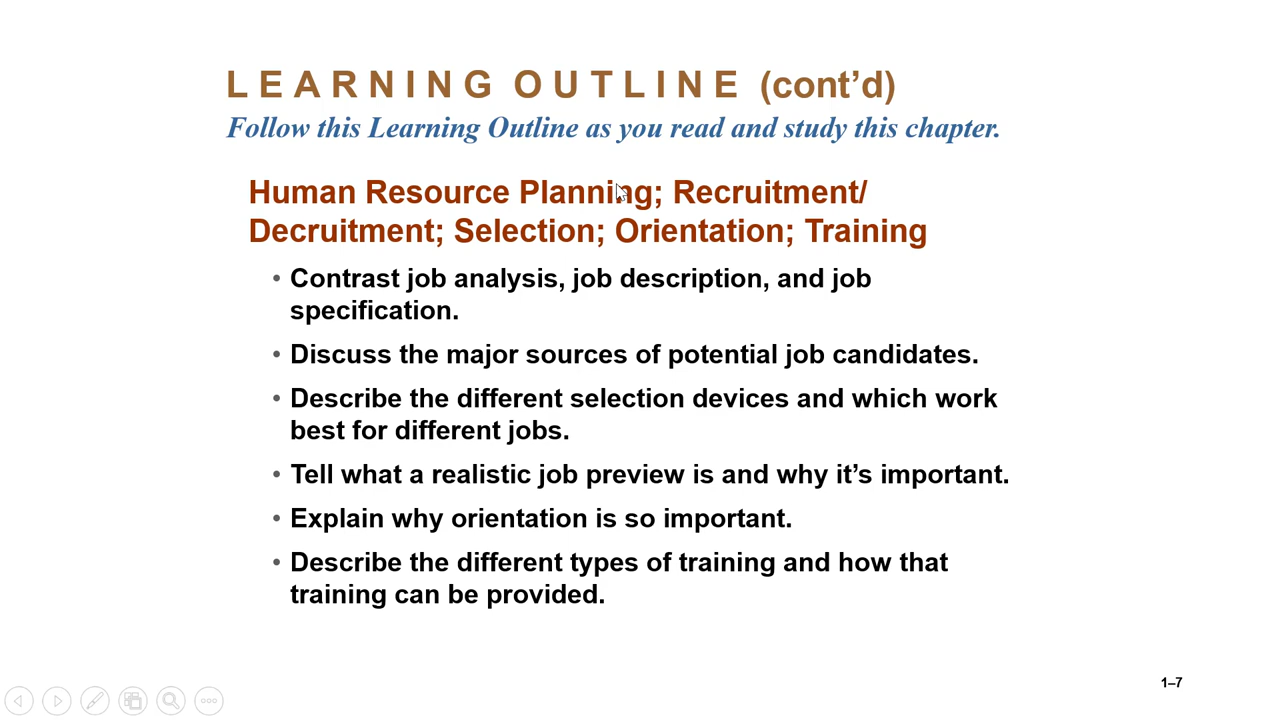 LEARNING OUTLINE (cont’d)
Follow this Learning Outline as you read and study this chapter.
Human Resource Planning; Recruitment/
Decruitment; Selection; Orientation; Training
• Contrast job analysis, job description, and job
specification.
• Discuss the major sources of potential job candidates.
• Describe the different selection devices and which work
best for different jobs.
• Tell what a realistic job preview is and why it’s important.
• Explain why orientation is so important.
• Describe the different types of training and how that
training can be provided.
1–7